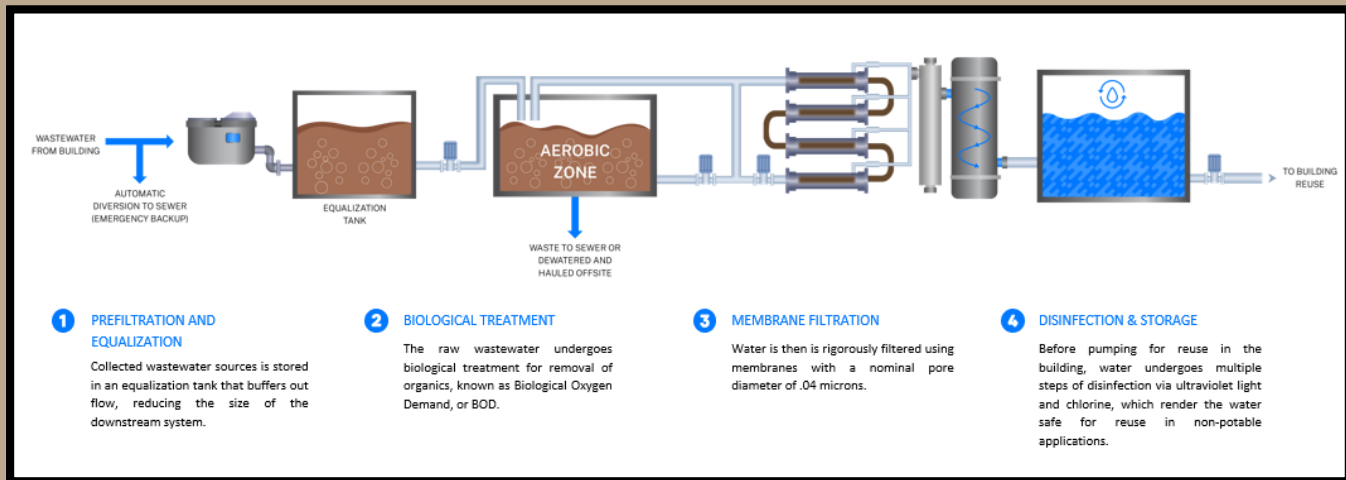 WASTEWATER
FROM BUILDING
AUTOMATIC
DIVERSION TO SEWER
(EMERGENCY BACKUP)
EQUALIZATION
TANK
AEROBIC
ZONE
WASTE TO SEWER OR
DEWATERED AND
HAULED OFFSITE
TO BUILDING
REUSE
1 PREFILTRATION AND
EQUALIZATION
Collected wastewater sources is stored
in an equalization tank that buffers out
flow, reducing the size of the
downstream system.
2 BIOLOGICAL TREATMENT
The raw wastewater undergoes
biological treatment for removal of
organics, known as Biological Oxygen
Demand, or BOD.
3 MEMBRANE FILTRATION
Water is then is rigorously filtered using
membranes with a nominal pore
diameter of .04 microns.
4 DISINFECTION & STORAGE
Before pumping for reuse in the
building, water undergoes multiple
steps of disinfection via ultraviolet light
and chlorine, which render the water
safe for reuse in non-potable
applications.